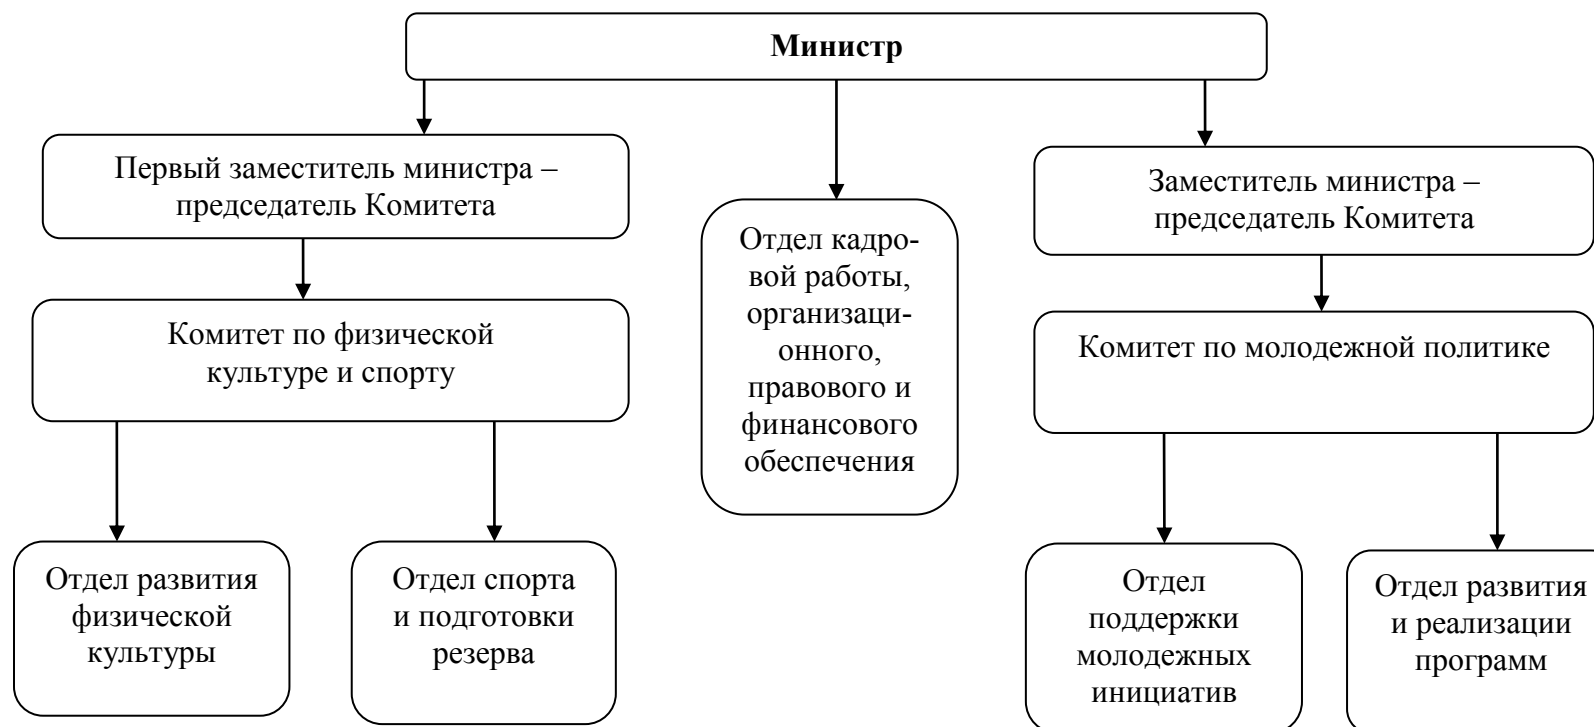 Министр
Первый заместитель министра –
председатель Комитета
Заместитель министра –
председатель Комитета
Отдел кадро-
вой работы,
организаци-
онного,
правового и
финансового
обеспечения
Комитет по физической
культуре и спорту
Комитет по молодежной политике
Отдел развития
физической
культуры
Отдел спорта
и подготовки
резерва
Отдел
поддержки
молодежных
инициатив
Отдел развития
и реализации
программ